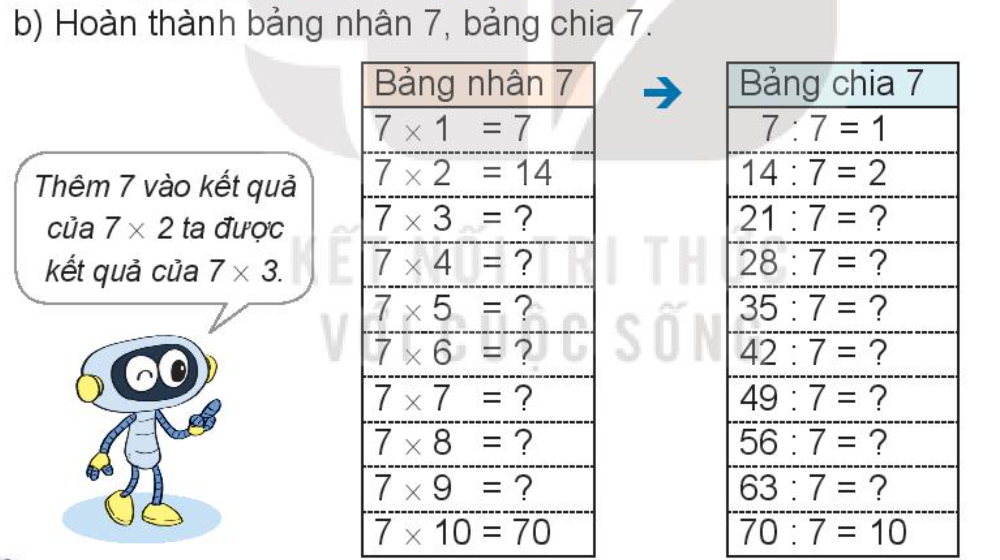 b) Hoàn thành bảng nhân 7, bảng chia 7.
Thêm 7 vào kết quả
của 7 × 2 ta được
kết quả của 7 × 3.
Bảng nhân 7
7 × 1 = 7
7 × 2 = 14
7 × 3 = ?
7 × 4 = ?
7 × 5 = ?
7 × 6 = ?
7 × 7 = ?
7 × 8 = ?
7 × 9 = ?
7 × 10 = 70
Bảng chia 7
7 : 7 = 1
14 : 7 = 2
21 : 7 = ?
28 : 7 = ?
35 : 7 = ?
42 : 7 = ?
49 : 7 = ?
56 : 7 = ?
63 : 7 = ?
70 : 7 = 10
KẾT NỐI TRI THỨC
VỚI CUỘC SỐNG